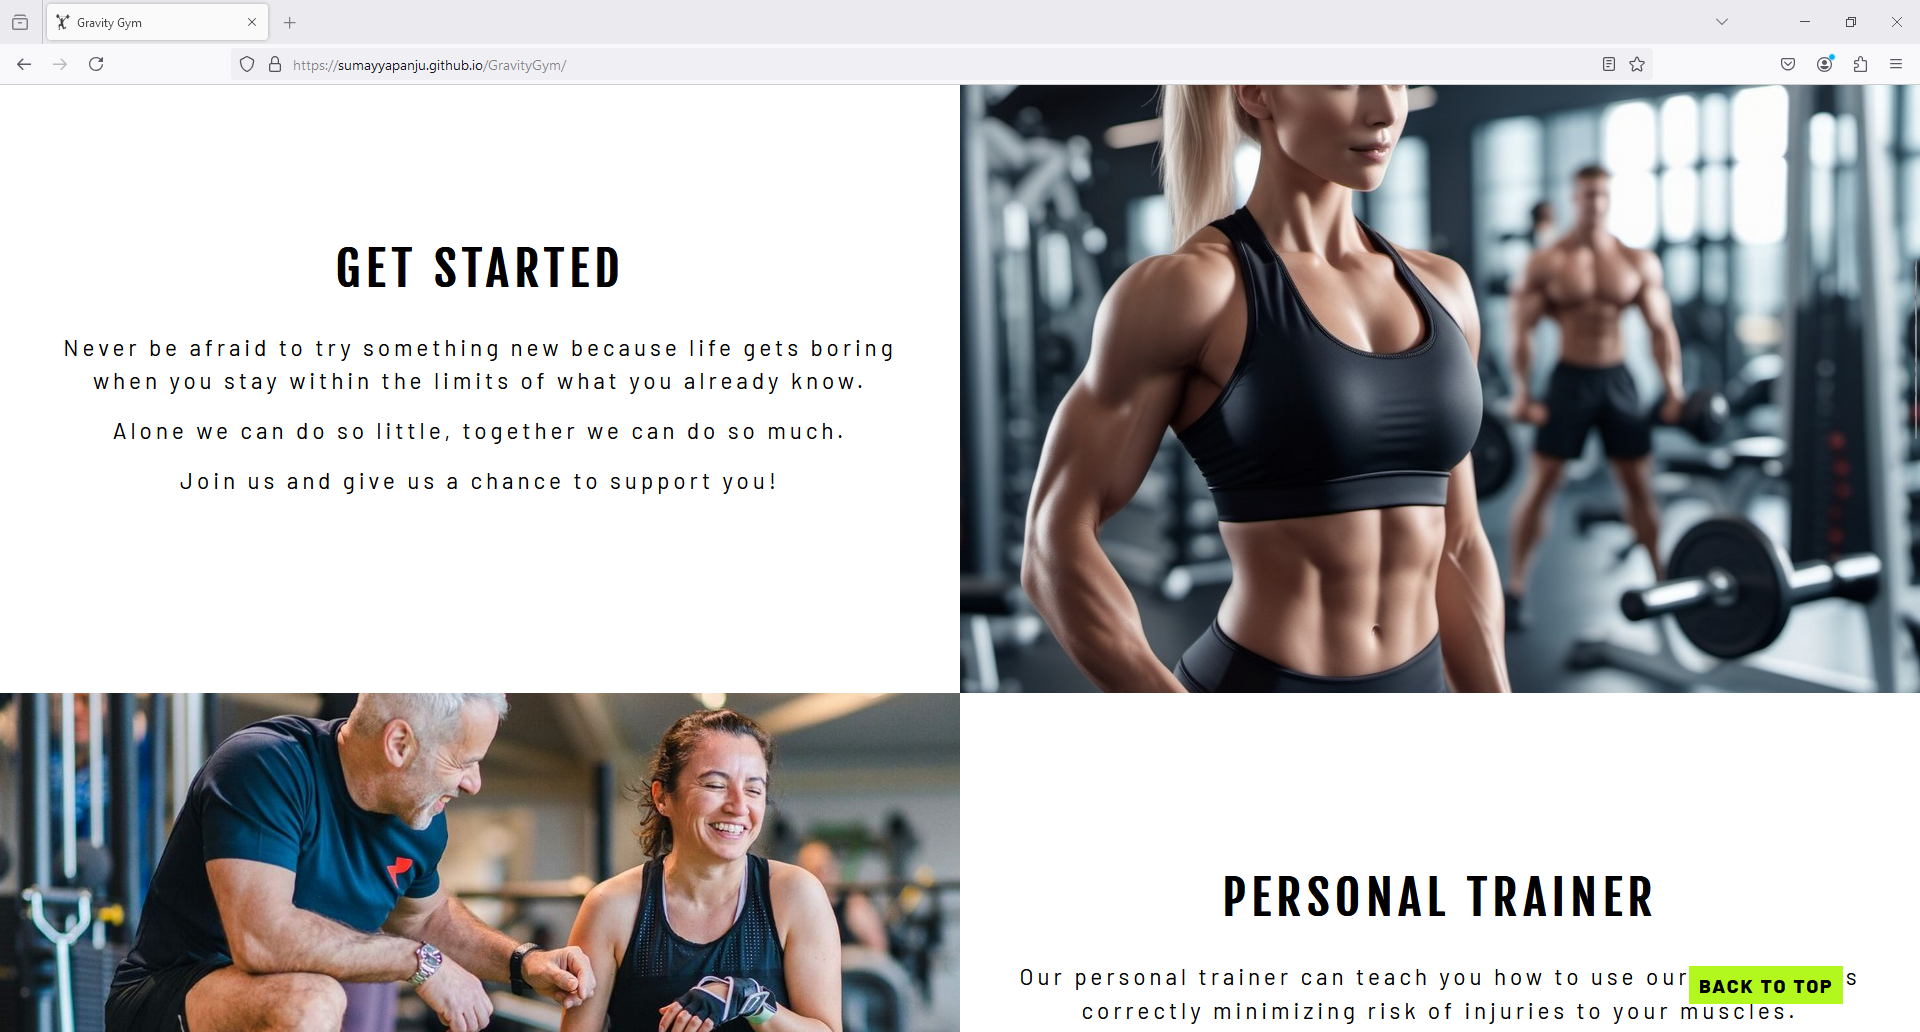 Gravity Gym
https://sumayyapanju.github.io/GravityGym/
GET STARTED
Never be afraid to try something new because life gets boring
when you stay within the limits of what you already know.
Alone we can do so little, together we can do so much.
Join us and give us a chance to support you!
PERSONAL TRAINER
Our personal trainer can teach you how to use our
BACK TO TOP
correctly minimizing risk of injuries to your muscles.